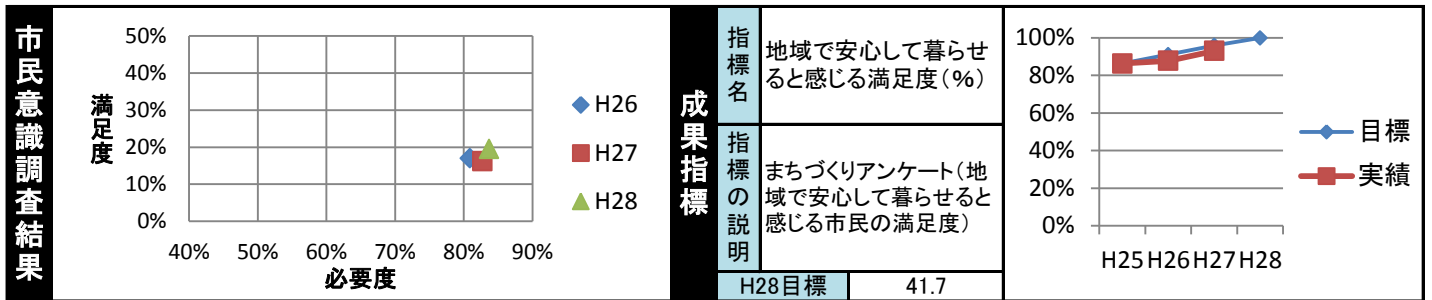 市民意識調査結果
満足度
50%
40%
30%
20%
10%
0%
40% 50% 60% 70% 80% 90%
必要度
H26
H27
H28
成果指標
指標名
地域で安心して暮らせ
ると感じる満足度（%）
指標の説明
まちづくりアンケート（地
域で安心して暮らせると
感じる市民の満足度）
H28目標 41.7
100%
80%
60%
40%
20%
0%
H25 H26 H27 H28
目標
実績